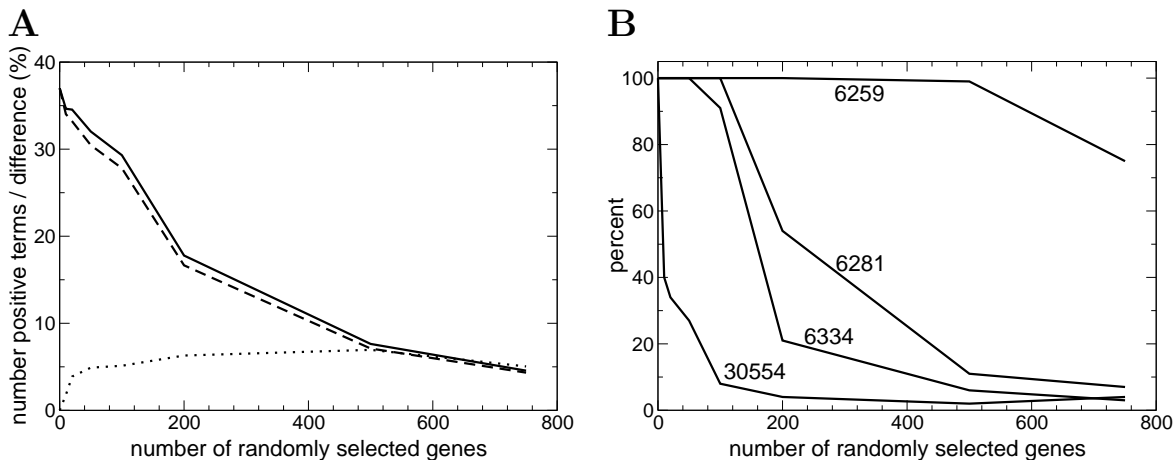 A
number positive terms / difference (%)
40
30
20
10
0
0 200 400 600 800
number of randomly selected genes
B
percent
100
80
60
40
20
0
6259
6281
6334
30554
0 200 400 600 800
number of randomly selected genes